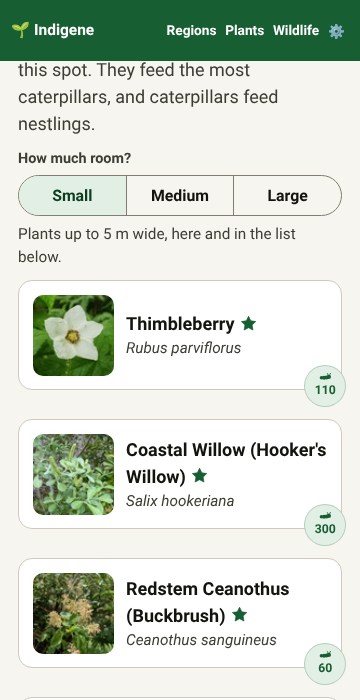 Indigene
Regions Plants Wildlife
this spot. They feed the most
caterpillars, and caterpillars feed
nestlings.
How much room?
Small Medium Large
Plants up to 5 m wide, here and in the list
below.
Thimbleberry
Rubus parviflorus
110
Coastal Willow (Hooker's
Willow)
Salix hookeriana
300
Redstem Ceanothus
(Buckbrush)
Ceanothus sanguineus
60